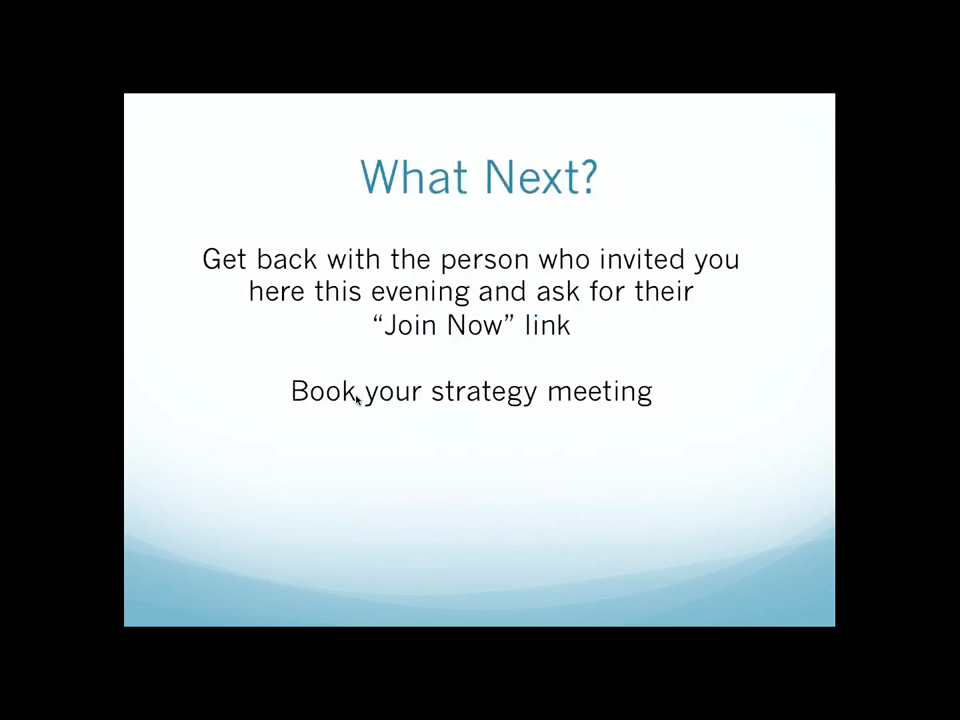 What Next?
Get back with the person who invited you
here this evening and ask for their
“Join Now” link
Book your strategy meeting